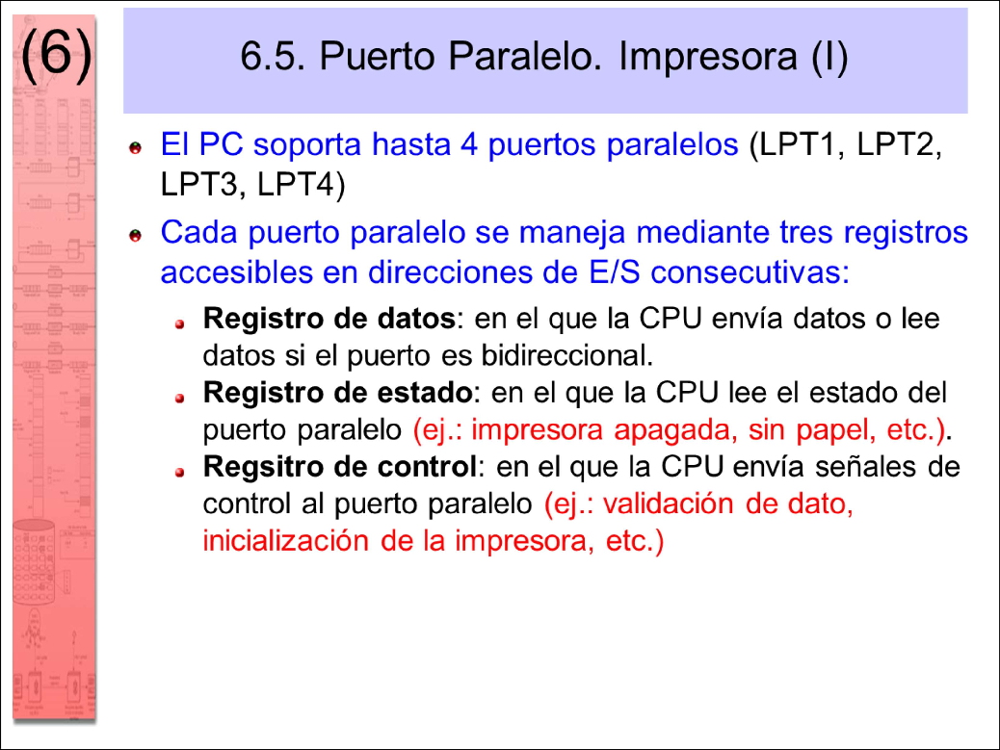 (6)
6.5. Puerto Paralelo. Impresora (I)
El PC soporta hasta 4 puertos paralelos (LPT1, LPT2,
LPT3, LPT4)
Cada puerto paralelo se maneja mediante tres registros
accesibles en direcciones de E/S consecutivas:
Registro de datos: en el que la CPU envía datos o lee
datos si el puerto es bidireccional.
Registro de estado: en el que la CPU lee el estado del
puerto paralelo (ej.: impresora apagada, sin papel, etc.).
Regsitro de control: en el que la CPU envía señales de
control al puerto paralelo (ej.: validación de dato,
inicialización de la impresora, etc.)